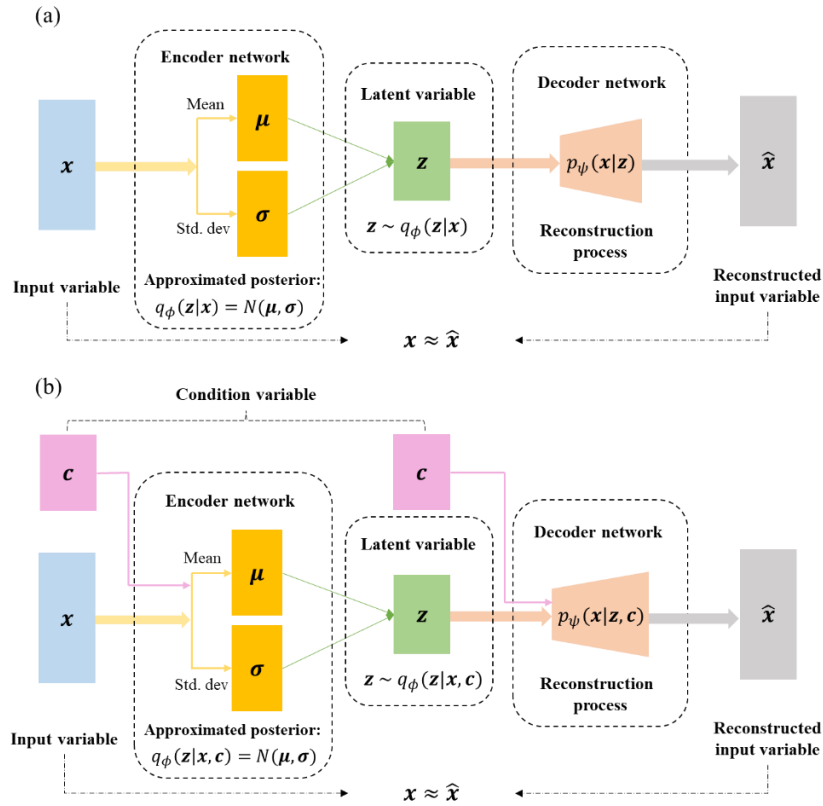 (a)
Encoder network
Decoder network
Latent variable
Mean
x
μ
z
p_ψ(x|z)
x̂
σ
Std. dev
z ~ q_ϕ(z|x)
Reconstruction
process
Input variable
Approximated posterior:
q_ϕ(z|x) = N(μ, σ)
Reconstructed
input variable
x ≈ x̂
(b)
Condition variable
c
c
Encoder network
Decoder network
Latent variable
Mean
x
μ
z
p_ψ(x|z, c)
x̂
σ
Std. dev
z ~ q_ϕ(z|x, c)
Reconstruction
process
Input variable
Approximated posterior:
q_ϕ(z|x, c) = N(μ, σ)
Reconstructed
input variable
x ≈ x̂